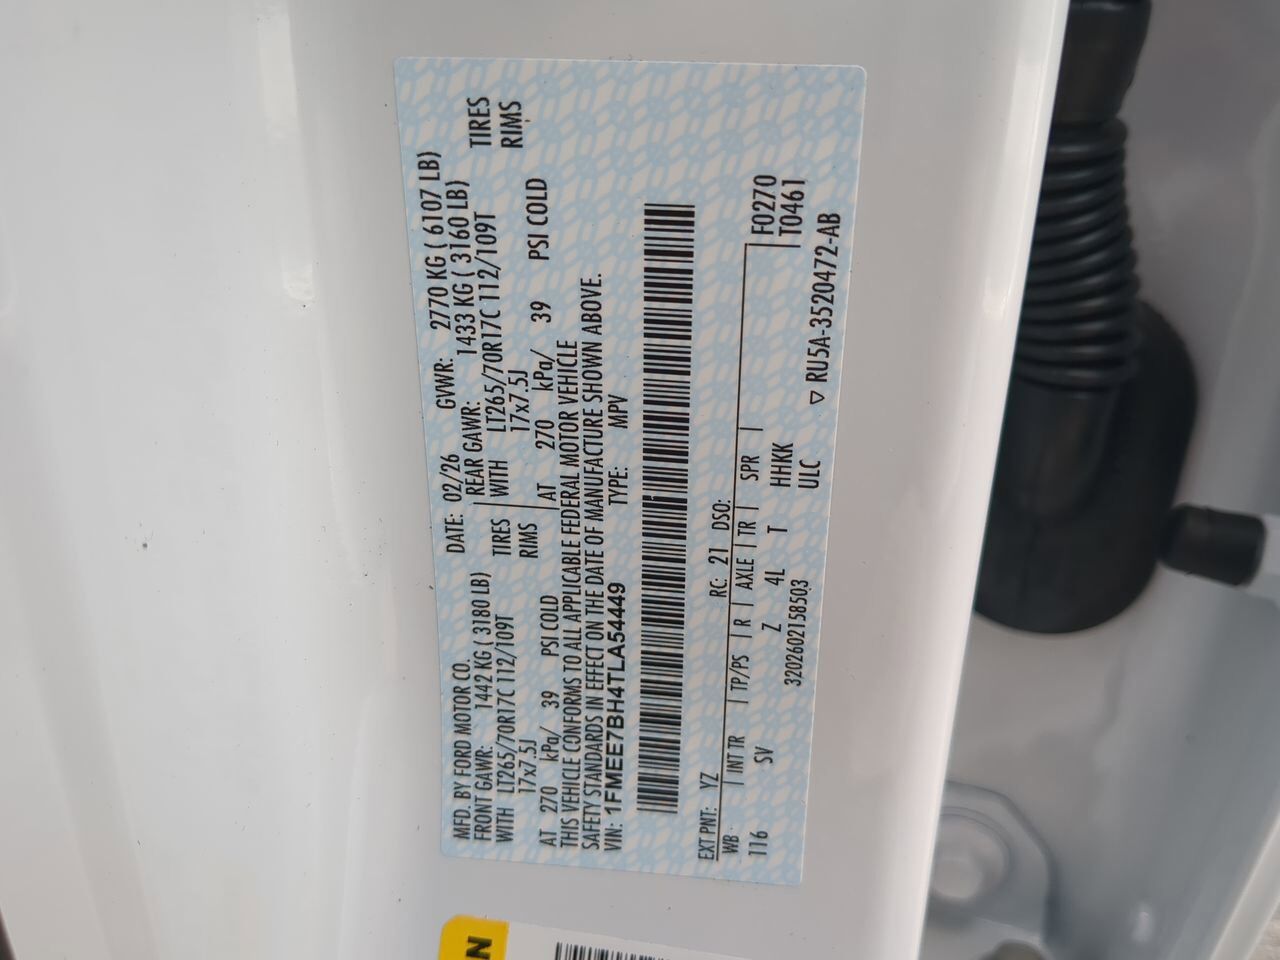 MFD. BY FORD MOTOR CO.
DATE: 02/26 GVWR: 2770 KG ( 6107 LB)
FRONT GAWR: 1442 KG ( 3180 LB) REAR GAWR: 1433 KG ( 3160 LB)
WITH LT265/70R17C 112/109T TIRES WITH LT265/70R17C 112/109T TIRES
17x7.5J RIMS 17x7.5J RIMS
AT 270 kPa/ 39 PSI COLD AT 270 kPa/ 39 PSI COLD
THIS VEHICLE CONFORMS TO ALL APPLICABLE FEDERAL MOTOR VEHICLE
SAFETY STANDARDS IN EFFECT ON THE DATE OF MANUFACTURE SHOWN ABOVE.
VIN: 1FMEE7BH4TLA54449 TYPE: MPV
EXT PNT: YZ RC: 21 DSO:
WB INT TR TP/PS R AXLE TR SPR F0270
116 SV Z 4L T HHKK T0461
ULC
3202602158503 ▽ RU5A-3520472-AB
N